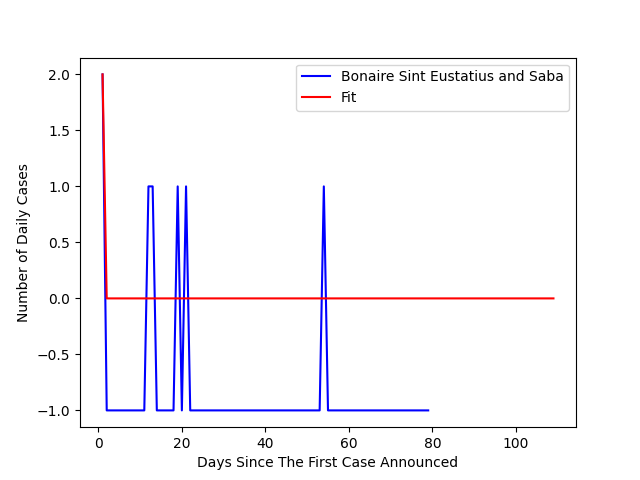 Bonaire Sint Eustatius and Saba
Fit
2.0
1.5
1.0
0.5
0.0
−0.5
−1.0
Number of Daily Cases
0 20 40 60 80 100
Days Since The First Case Announced